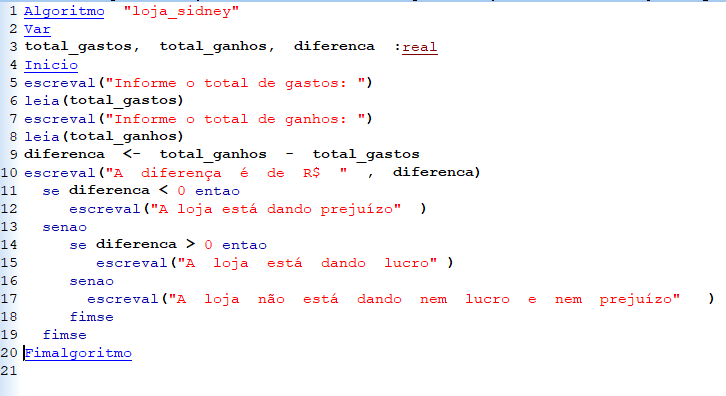 1 Algoritmo "loja_sidney"
2 Var
3 total_gastos, total_ganhos, diferenca :real
4 Inicio
5 escreval("Informe o total de gastos: ")
6 leia(total_gastos)
7 escreval("Informe o total de ganhos: ")
8 leia(total_ganhos)
9 diferenca <- total_ganhos - total_gastos
10 escreval("A diferença é de R$ " , diferenca)
11 se diferenca < 0 entao
12 escreval("A loja está dando prejuízo" )
13 senao
14 se diferenca > 0 entao
15 escreval("A loja está dando lucro" )
16 senao
17 escreval("A loja não está dando nem lucro e nem prejuízo" )
18 fimse
19 fimse
20 Fimalgoritmo
21